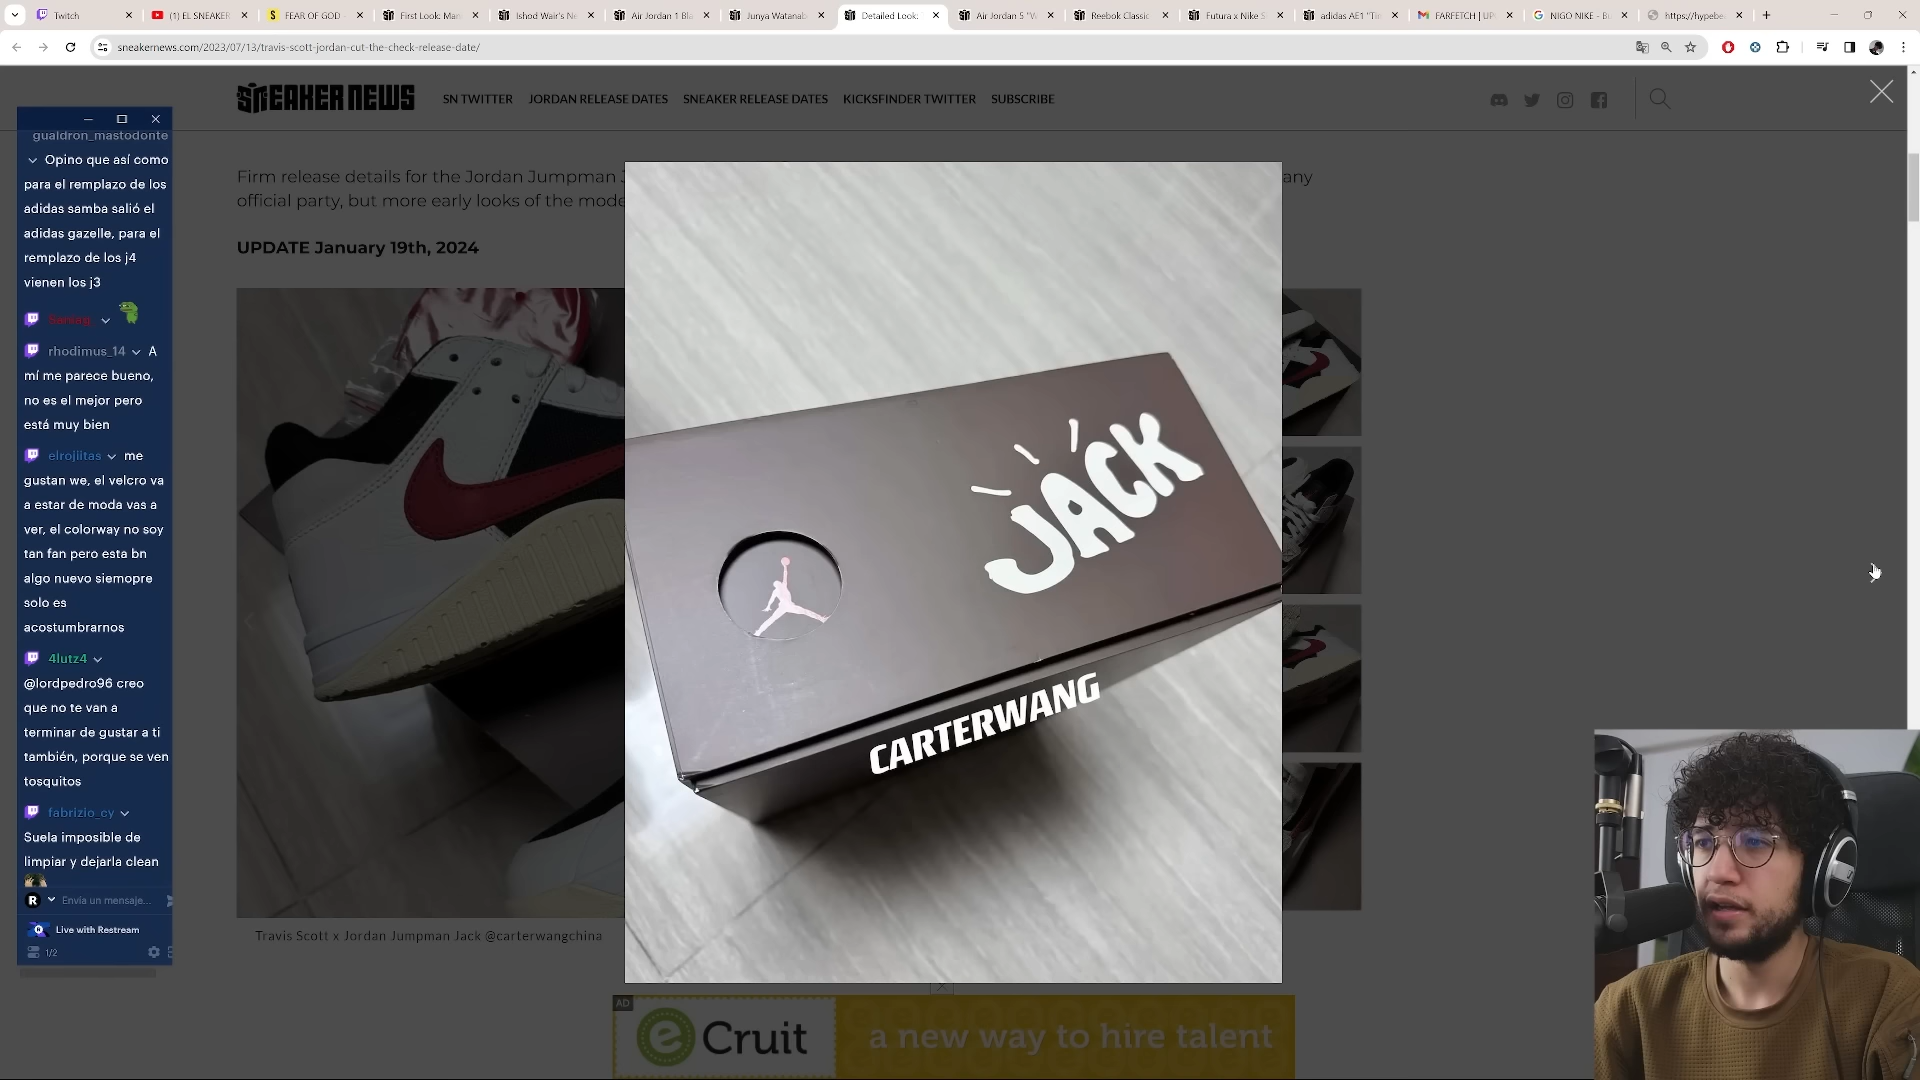 Twitch
(1) EL SNEAKER
FEAR OF GOD
First Look: Mar
Ishod Wair's Ne
Air Jordan 1 Bla
Junya Watanab
Detailed Look:
Air Jordan 5 "V
Reebok Classic
Futura x Nike S
adidas AE1 "Tin
FARFETCH | UP
NIGO NIKE - Bu
https://hypebe
sneakernews.com/2023/07/13/travis-scott-jordan-cut-the-check-release-date/
SNEAKER NEWS
SN TWITTER
JORDAN RELEASE DATES
SNEAKER RELEASE DATES
KICKSFINDER TWITTER
SUBSCRIBE
Firm release details for the Jordan Jumpman J
any
official party, but more early looks of the mode
UPDATE January 19th, 2024
gualdron_mastodonte
Opino que así como
para el remplazo de los
adidas samba salió el
adidas gazelle, para el
remplazo de los j4
vienen los j3
rhodimus_14 A
mí me parece bueno,
no es el mejor pero
está muy bien
elrojiitas me
gustan we, el velcro va
a estar de moda vas a
ver, el colorway no soy
tan fan pero esta bn
algo nuevo siemopre
solo es
acostumbrarnos
4lutz4
@lordpedro96 creo
que no te van a
terminar de gustar a ti
también, porque se ven
tosquitos
fabrizio_cy
Suela imposible de
limpiar y dejarla clean
Envía un mensaje...
Live with Restream
1/2
JACK
CARTERWANG
Travis Scott x Jordan Jumpman Jack @carterwangchina
AD
eCruit
a new way to hire talent